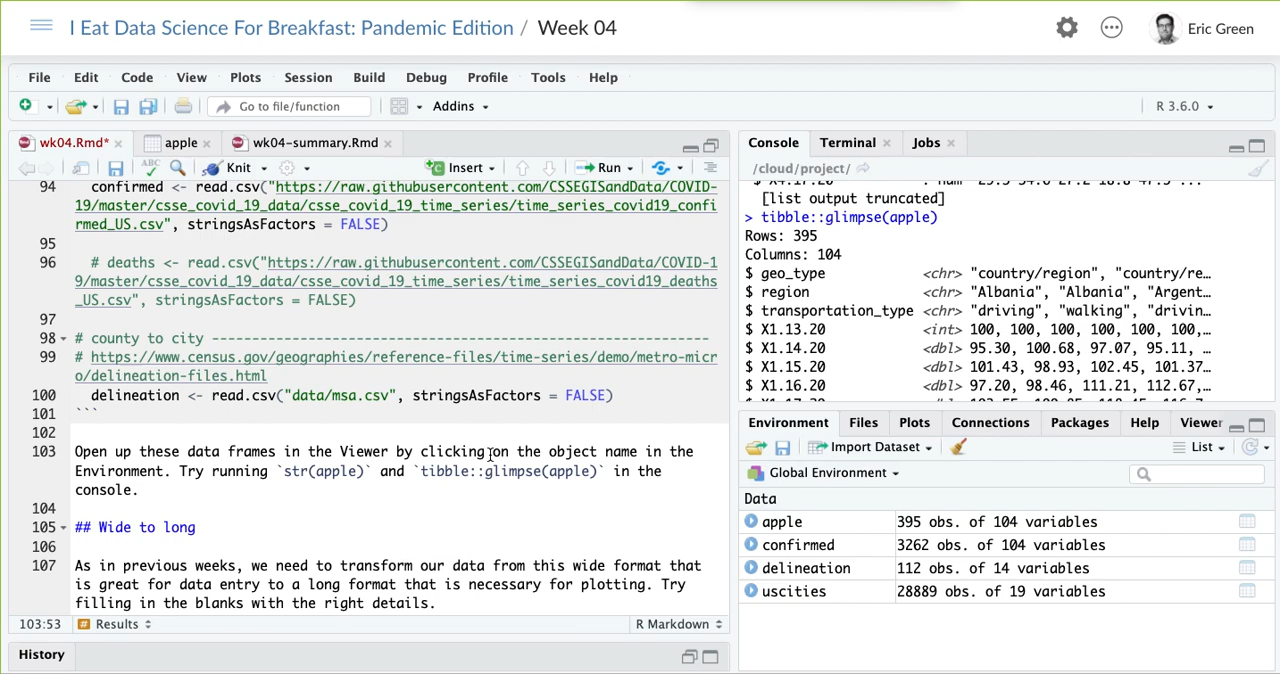 I Eat Data Science For Breakfast: Pandemic Edition / Week 04
Eric Green
File Edit Code View Plots Session Build Debug Profile Tools Help
Go to file/function Addins R 3.6.0
wk04.Rmd* apple wk04-summary.Rmd
ABC Knit Insert Run
94 confirmed <- read.csv("https://raw.githubusercontent.com/CSSEGISandData/COVID-
19/master/csse_covid_19_data/csse_covid_19_time_series/time_series_covid19_confi
rmed_US.csv", stringsAsFactors = FALSE)
95
96 # deaths <- read.csv("https://raw.githubusercontent.com/CSSEGISandData/COVID-1
9/master/csse_covid_19_data/csse_covid_19_time_series/time_series_covid19_deaths
_US.csv", stringsAsFactors = FALSE)
97
98 # county to city ----------------------------------------------------------
99 # https://www.census.gov/geographies/reference-files/time-series/demo/metro-micr
o/delineation-files.html
100 delineation <- read.csv("data/msa.csv", stringsAsFactors = FALSE)
101 ```
102
103 Open up these data frames in the Viewer by clicking on the object name in the
Environment. Try running `str(apple)` and `tibble::glimpse(apple)` in the
console.
104
105 ## Wide to long
106
107 As in previous weeks, we need to transform our data from this wide format that
is great for data entry to a long format that is necessary for plotting. Try
filling in the blanks with the right details.
103:53 # Results R Markdown
History
Console Terminal Jobs
/cloud/project/
[list output truncated]
> tibble::glimpse(apple)
Rows: 395
Columns: 104
$ geo_type <chr> "country/region", "country/re…
$ region <chr> "Albania", "Albania", "Argent…
$ transportation_type <chr> "driving", "walking", "drivin…
$ X1.13.20 <int> 100, 100, 100, 100, 100, 100,…
$ X1.14.20 <dbl> 95.30, 100.68, 97.07, 95.11, …
$ X1.15.20 <dbl> 101.43, 98.93, 102.45, 101.37…
$ X1.16.20 <dbl> 97.20, 98.46, 111.21, 112.67,…
Environment Files Plots Connections Packages Help Viewer
Import Dataset List
Global Environment
Data
apple 395 obs. of 104 variables
confirmed 3262 obs. of 104 variables
delineation 112 obs. of 14 variables
uscities 28889 obs. of 19 variables